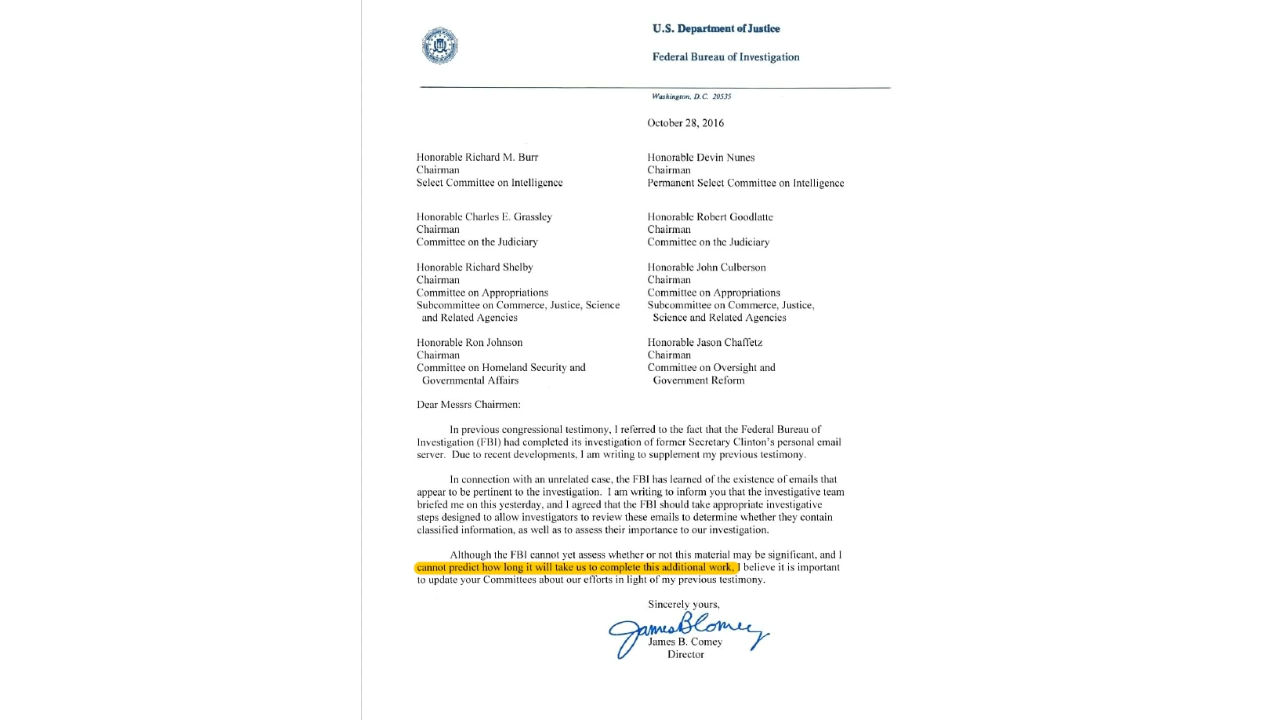 U.S. Department of Justice
Federal Bureau of Investigation
Washington, D.C. 20535
October 28, 2016
Honorable Richard M. Burr
Chairman
Select Committee on Intelligence
Honorable Devin Nunes
Chairman
Permanent Select Committee on Intelligence
Honorable Charles E. Grassley
Chairman
Committee on the Judiciary
Honorable Robert Goodlatte
Chairman
Committee on the Judiciary
Honorable Richard Shelby
Chairman
Committee on Appropriations
Subcommittee on Commerce, Justice, Science
and Related Agencies
Honorable John Culberson
Chairman
Committee on Appropriations
Subcommittee on Commerce, Justice,
Science and Related Agencies
Honorable Ron Johnson
Chairman
Committee on Homeland Security and
Governmental Affairs
Honorable Jason Chaffetz
Chairman
Committee on Oversight and
Government Reform
Dear Messrs Chairmen:
In previous congressional testimony, I referred to the fact that the Federal Bureau of
Investigation (FBI) had completed its investigation of former Secretary Clinton's personal email
server. Due to recent developments, I am writing to supplement my previous testimony.
In connection with an unrelated case, the FBI has learned of the existence of emails that
appear to be pertinent to the investigation. I am writing to inform you that the investigative team
briefed me on this yesterday, and I agreed that the FBI should take appropriate investigative
steps designed to allow investigators to review these emails to determine whether they contain
classified information, as well as to assess their importance to our investigation.
Although the FBI cannot yet assess whether or not this material may be significant, and I
cannot predict how long it will take us to complete this additional work, I believe it is important
to update your Committees about our efforts in light of my previous testimony.
Sincerely yours,
James B Comey
James B. Comey
Director